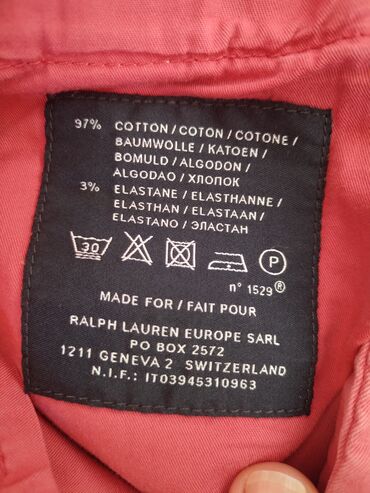 97% COTTON / COTON / COTONE /
BAUMWOLLE / KATOEN /
BOMULD / ALGODON /
ALGODAO / ХЛОПОК
3% ELASTANE / ELASTHANNE /
ELASTHAN / ELASTAAN /
ELASTANO / ЭЛАСТАН
30 P
n° 1529®
MADE FOR / FAIT POUR
RALPH LAUREN EUROPE SARL
PO BOX 2572
1211 GENEVA 2 SWITZERLAND
N.I.F.: IT03945310963